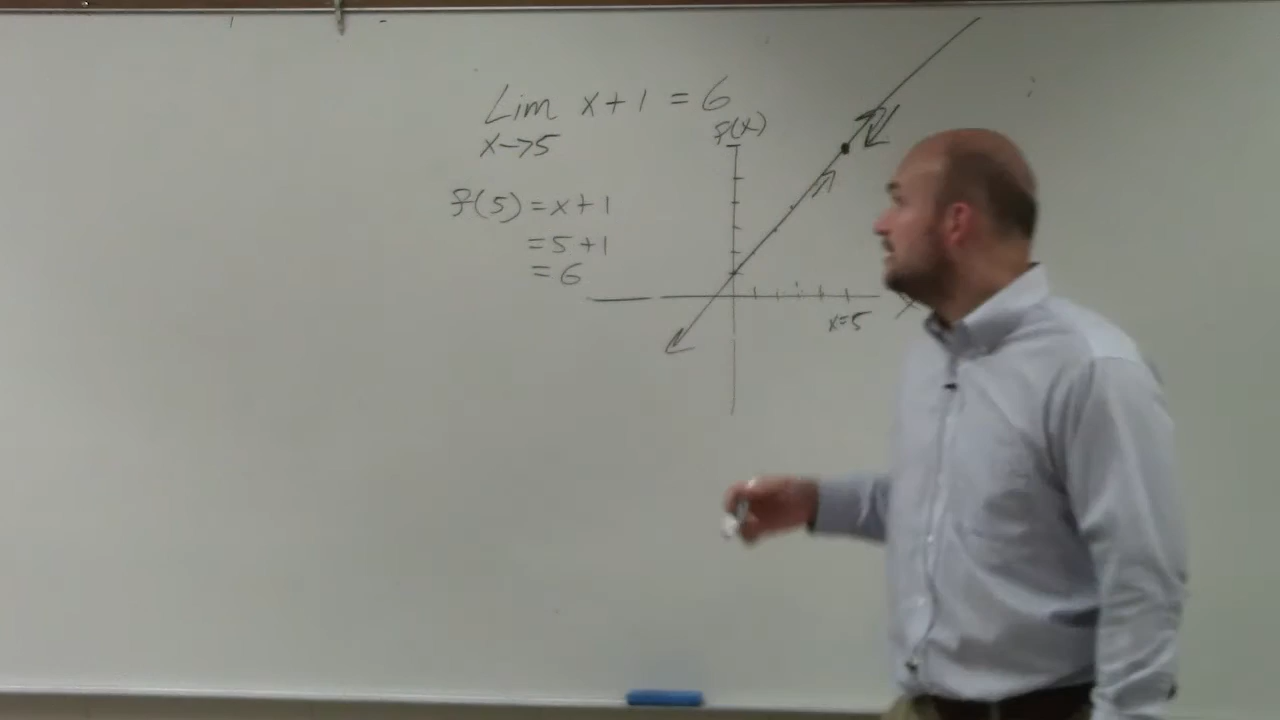 Lim x+1 = 6
x→5
f(x)
f(5) = x+1
= 5+1
= 6
x=5
x